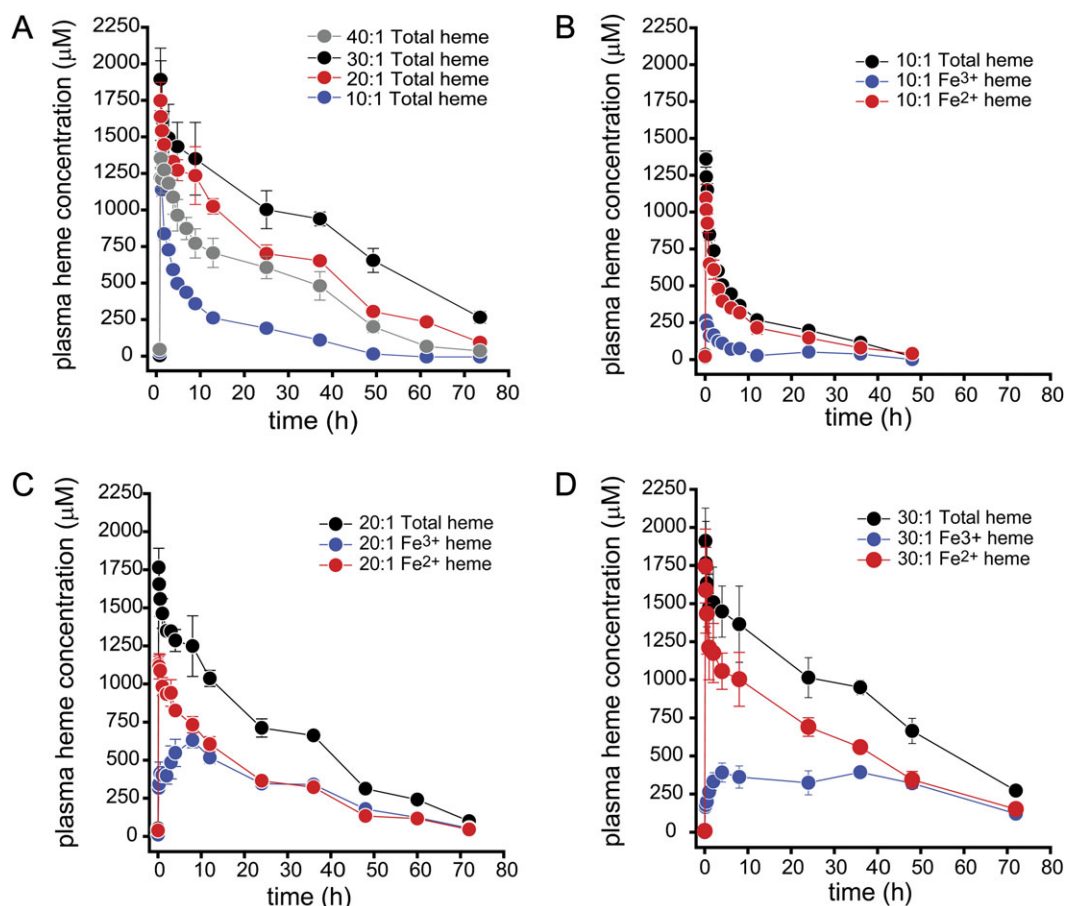 A
plasma heme concentration (μM)
2250
2000
1750
1500
1250
1000
750
500
250
0
0 10 20 30 40 50 60 70 80
time (h)
40:1 Total heme
30:1 Total heme
20:1 Total heme
10:1 Total heme
B
plasma heme concentration (μM)
2250
2000
1750
1500
1250
1000
750
500
250
0
0 10 20 30 40 50 60 70 80
time (h)
10:1 Total heme
10:1 Fe3+ heme
10:1 Fe2+ heme
C
plasma heme concentration (μM)
2250
2000
1750
1500
1250
1000
750
500
250
0
0 10 20 30 40 50 60 70 80
time (h)
20:1 Total heme
20:1 Fe3+ heme
20:1 Fe2+ heme
D
plasma heme concentration (μM)
2250
2000
1750
1500
1250
1000
750
500
250
0
0 10 20 30 40 50 60 70 80
time (h)
30:1 Total heme
30:1 Fe3+ heme
30:1 Fe2+ heme